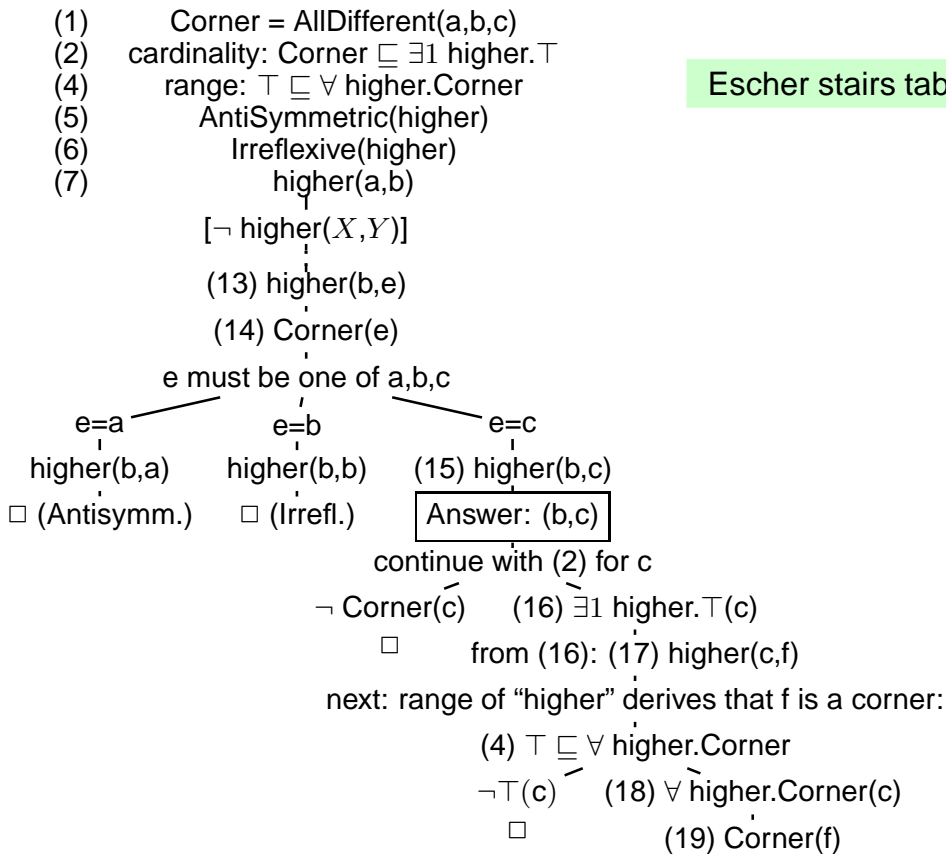 (1) Corner = AllDifferent(a,b,c)
(2) cardinality: Corner ⊑ ∃1 higher.⊤
Escher stairs tab
(4) range: ⊤ ⊑ ∀ higher.Corner
(5) AntiSymmetric(higher)
(6) Irreflexive(higher)
(7) higher(a,b)
[¬ higher(X,Y)]
(13) higher(b,e)
(14) Corner(e)
e must be one of a,b,c
e=a e=b e=c
higher(b,a) higher(b,b) (15) higher(b,c)
□ (Antisymm.) □ (Irrefl.) Answer: (b,c)
continue with (2) for c
¬ Corner(c) (16) ∃1 higher.⊤(c)
□ from (16): (17) higher(c,f)
next: range of “higher” derives that f is a corner:
(4) ⊤ ⊑ ∀ higher.Corner
¬⊤(c) (18) ∀ higher.Corner(c)
□ (19) Corner(f)